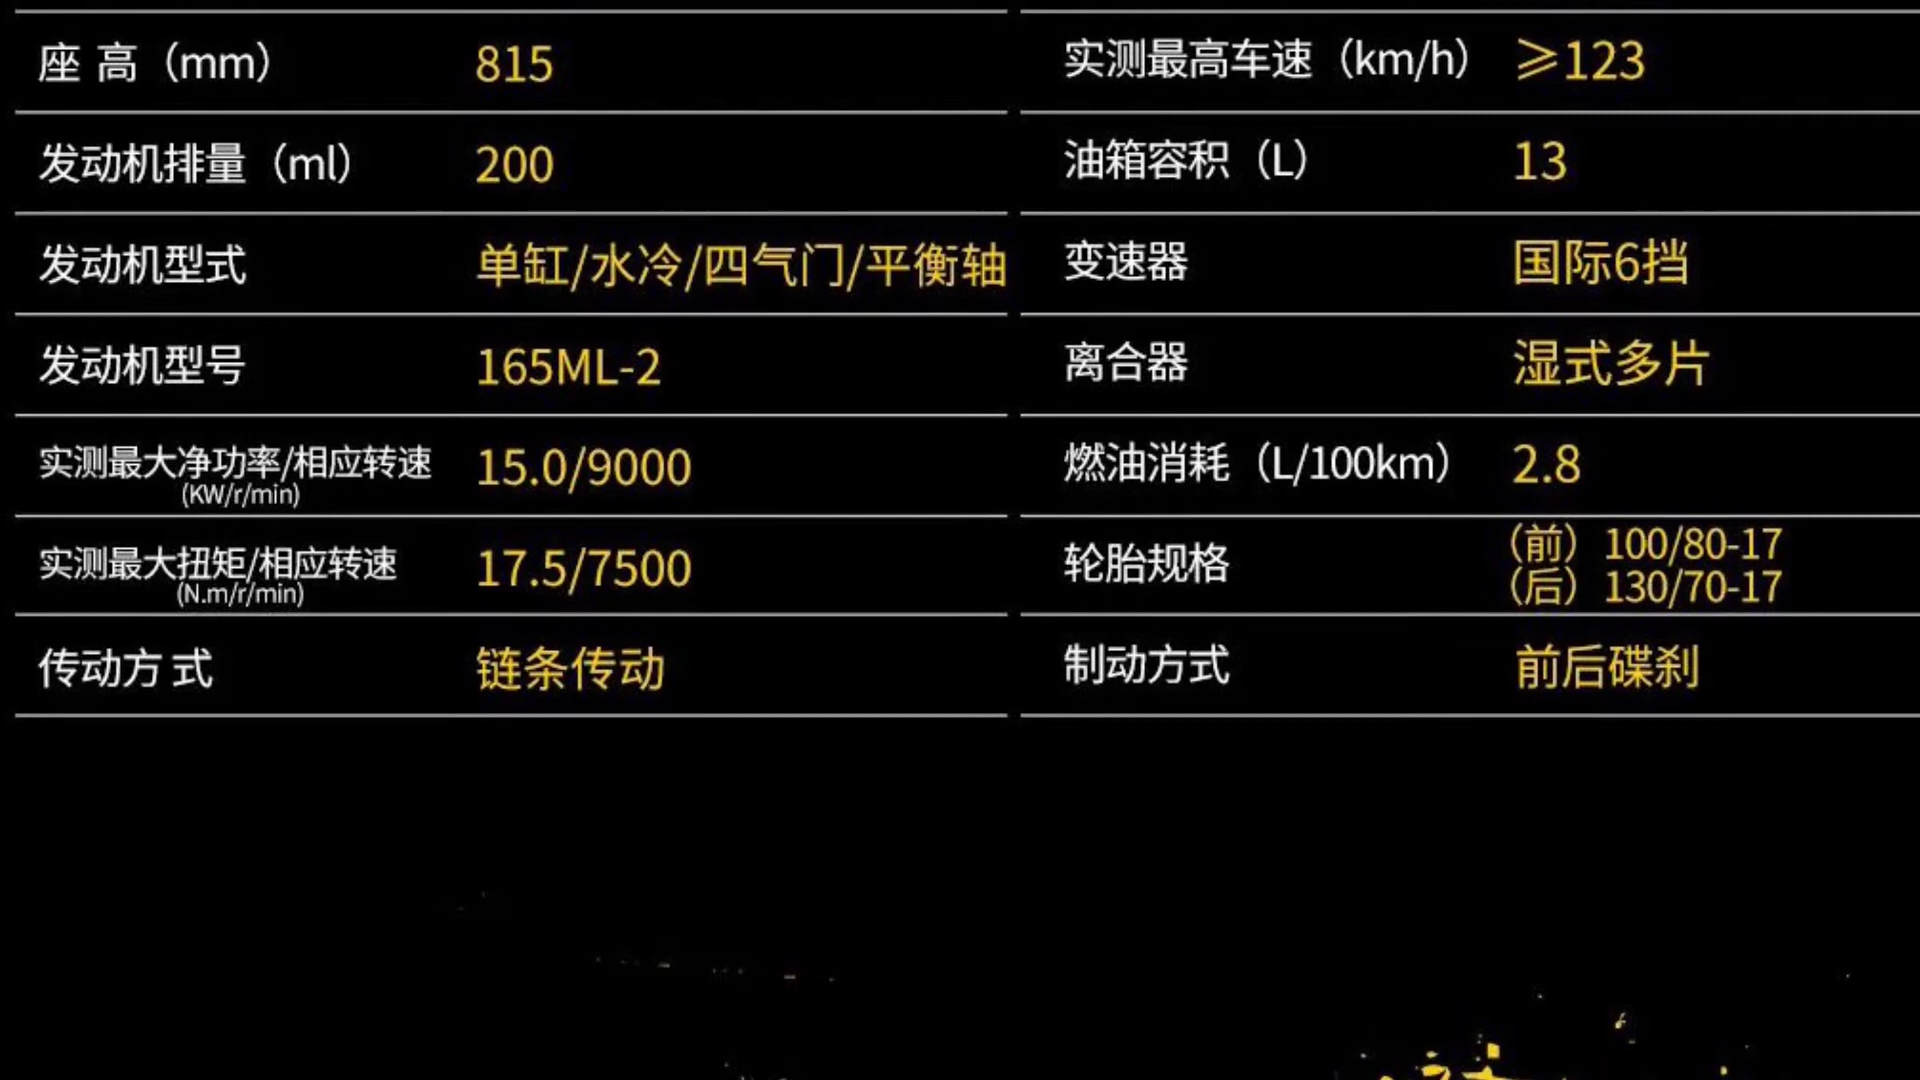 座 高（mm） 815
发动机排量（ml） 200
发动机型式 单缸/水冷/四气门/平衡轴
发动机型号 165ML-2
实测最大净功率/相应转速 15.0/9000
(KW/r/min)
实测最大扭矩/相应转速 17.5/7500
(N.m/r/min)
传动方 式 链条传动
实测最高车速（km/h） ≥123
油箱容积（L） 13
变速器 国际6挡
离合器 湿式多片
燃油消耗（L/100km） 2.8
轮胎规格 （前）100/80-17
（后）130/70-17
制动方式 前后碟刹